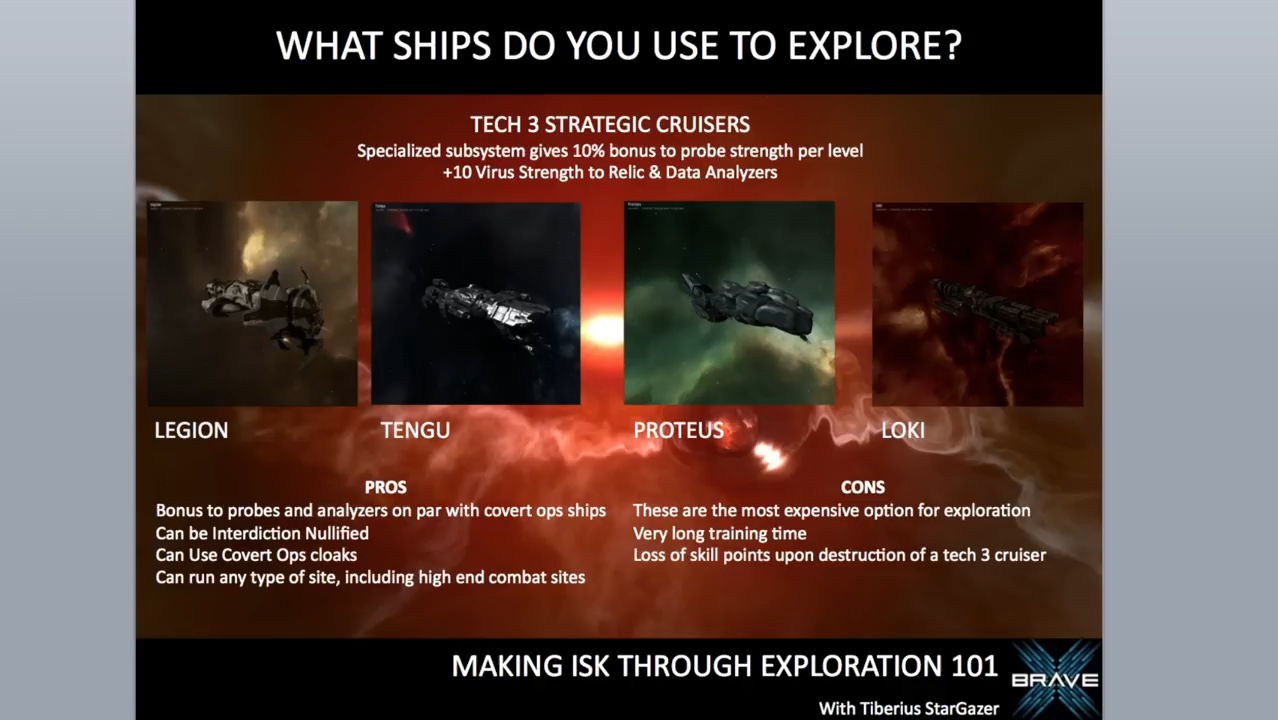 WHAT SHIPS DO YOU USE TO EXPLORE?
TECH 3 STRATEGIC CRUISERS
Specialized subsystem gives 10% bonus to probe strength per level
+10 Virus Strength to Relic & Data Analyzers
Legion
Tengu
Proteus
Loki
LEGION
TENGU
PROTEUS
LOKI
PROS
Bonus to probes and analyzers on par with covert ops ships
Can be Interdiction Nullified
Can Use Covert Ops cloaks
Can run any type of site, including high end combat sites
CONS
These are the most expensive option for exploration
Very long training time
Loss of skill points upon destruction of a tech 3 cruiser
MAKING ISK THROUGH EXPLORATION 101
BRAVE
With Tiberius StarGazer